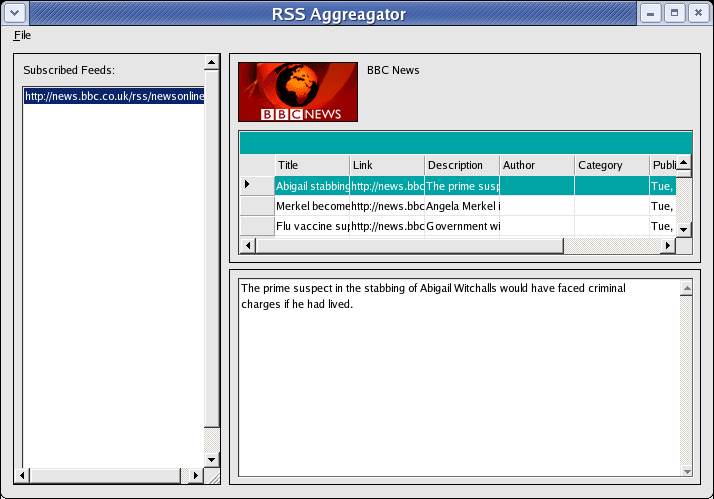 RSS Aggreagator
File
Subscribed Feeds:
http://news.bbc.co.uk/rss/newsonline
BBC NEWS
BBC News
Title Link Description Author Category Publi
Abigail stabbing http://news.bbc The prime susp Tue,
Merkel become http://news.bbc Angela Merkel i Tue,
Flu vaccine sup http://news.bbc Government wi Tue,
The prime suspect in the stabbing of Abigail Witchalls would have faced criminal
charges if he had lived.